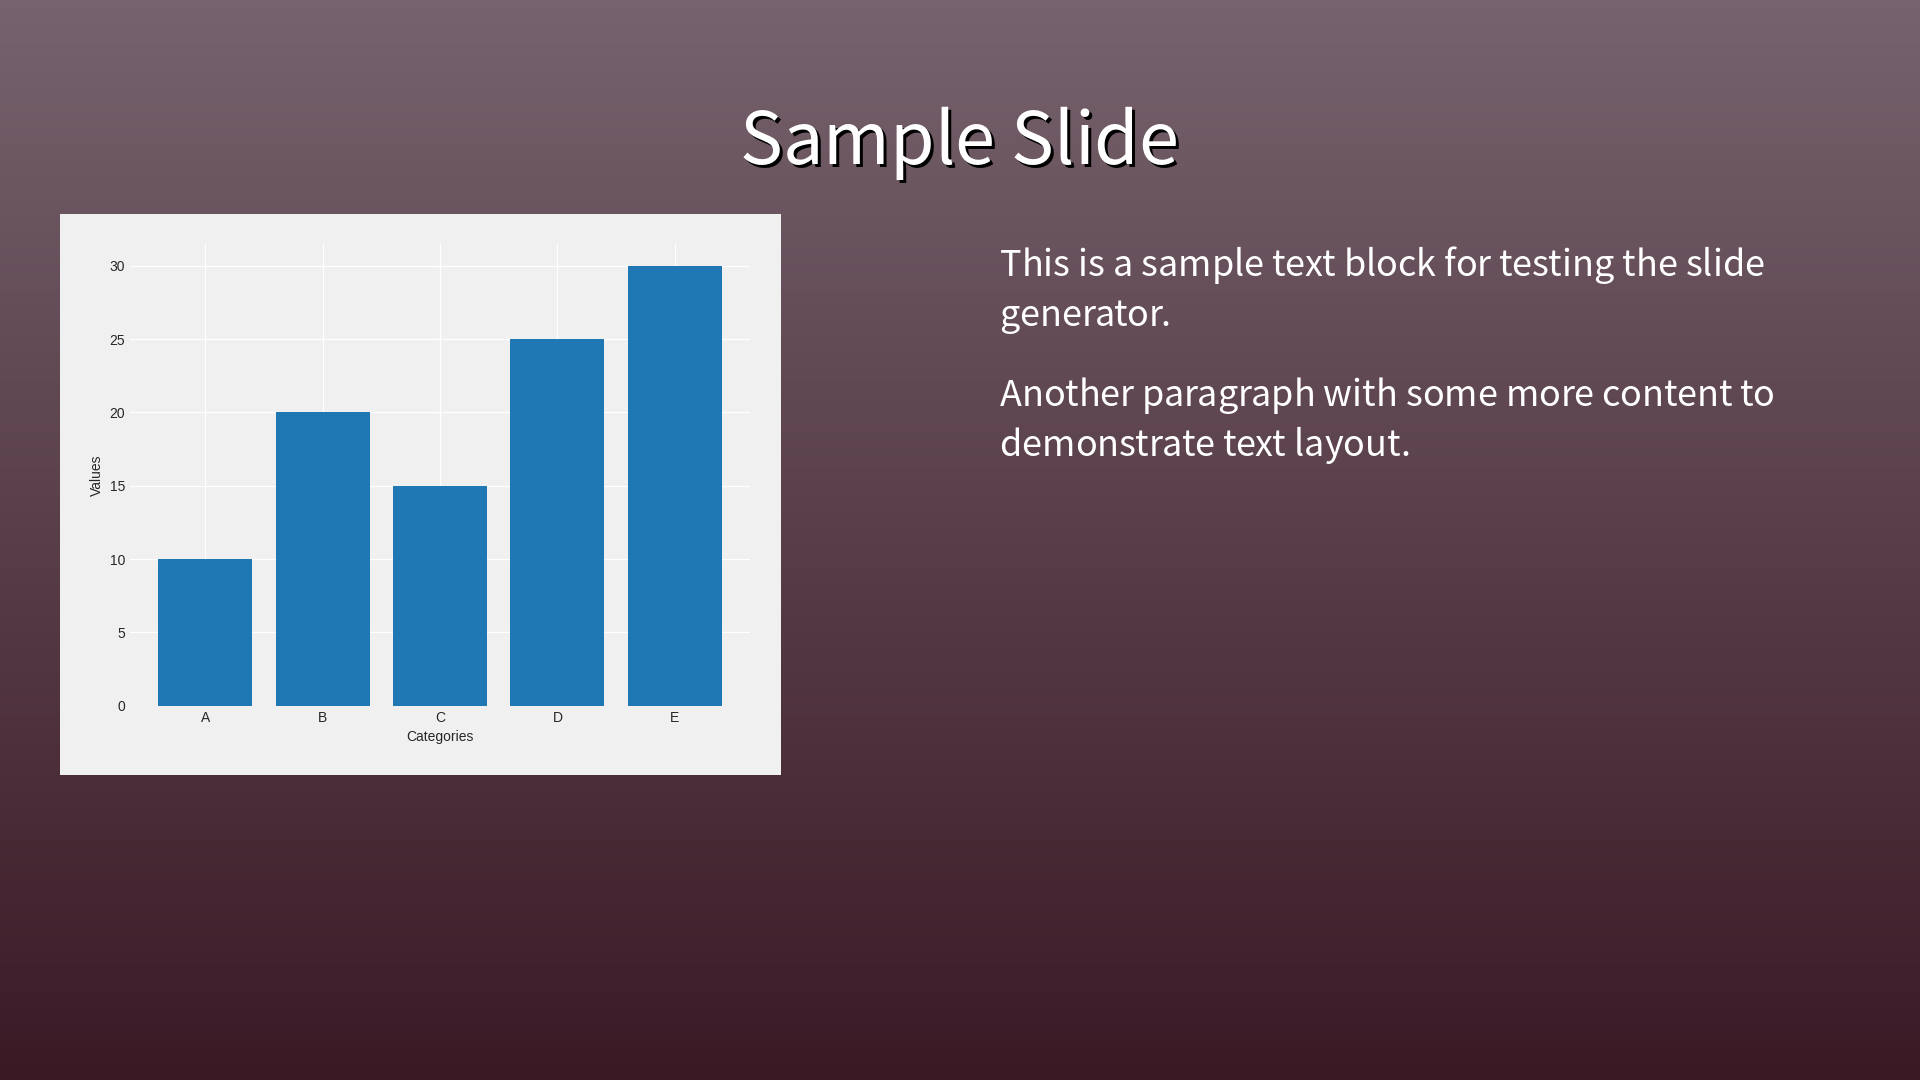 Sample Slide
30
25
20
15
10
5
0
Values
A B C D E
Categories
This is a sample text block for testing the slide
generator.
Another paragraph with some more content to
demonstrate text layout.